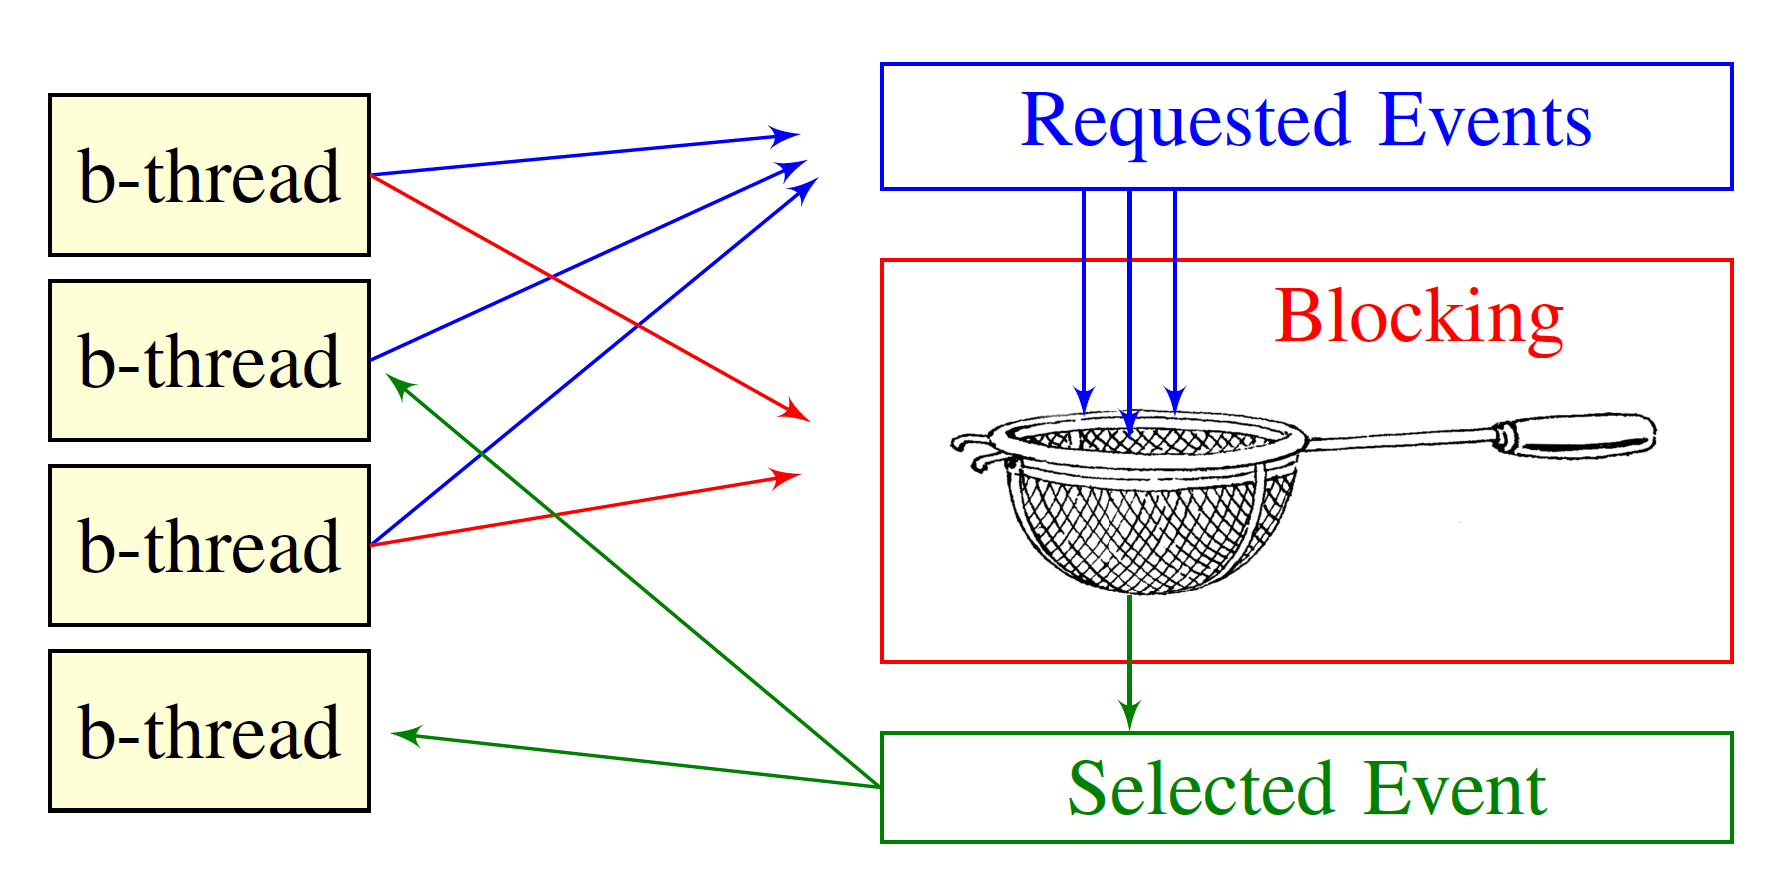 b-thread
b-thread
b-thread
b-thread
Requested Events
Blocking
Selected Event